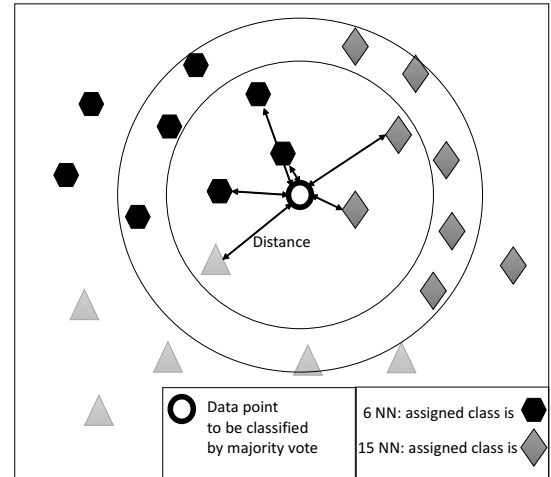 Distance
Data point
to be classified
by majority vote
6 NN: assigned class is
15 NN: assigned class is